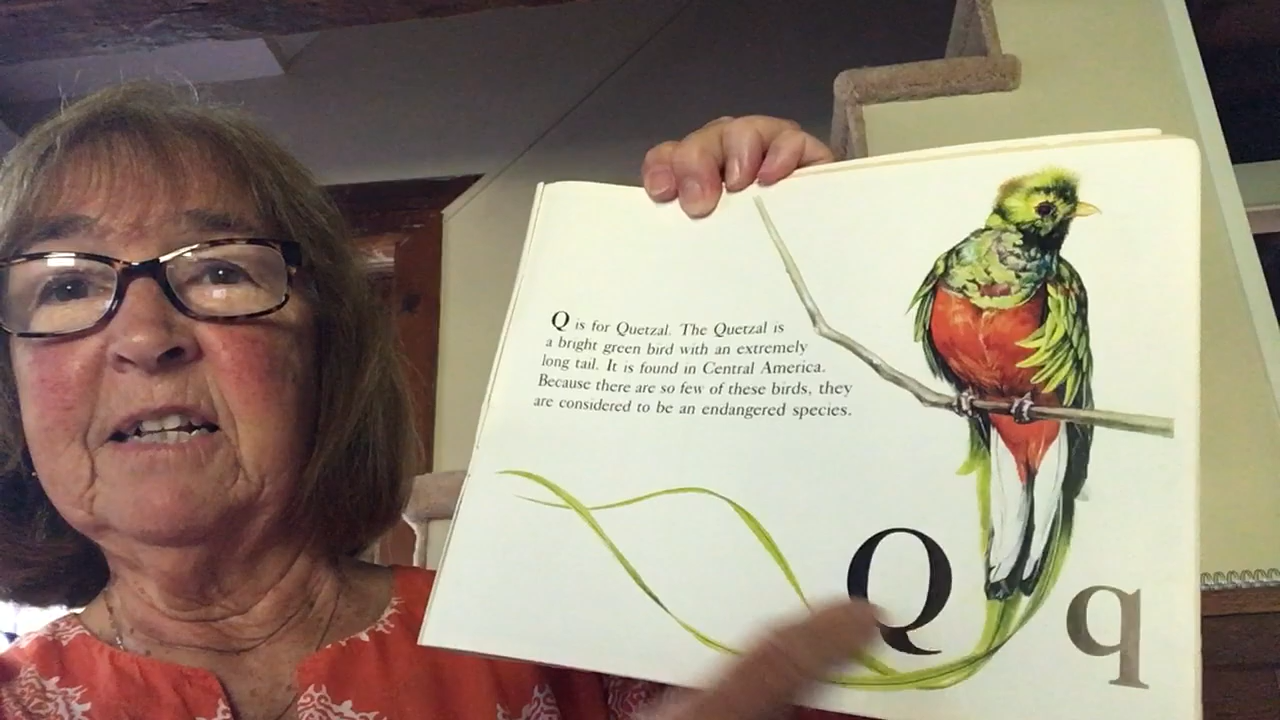 Q is for Quetzal. The Quetzal is
a bright green bird with an extremely
long tail. It is found in Central America.
Because there are so few of these birds, they
are considered to be an endangered species.
Q q